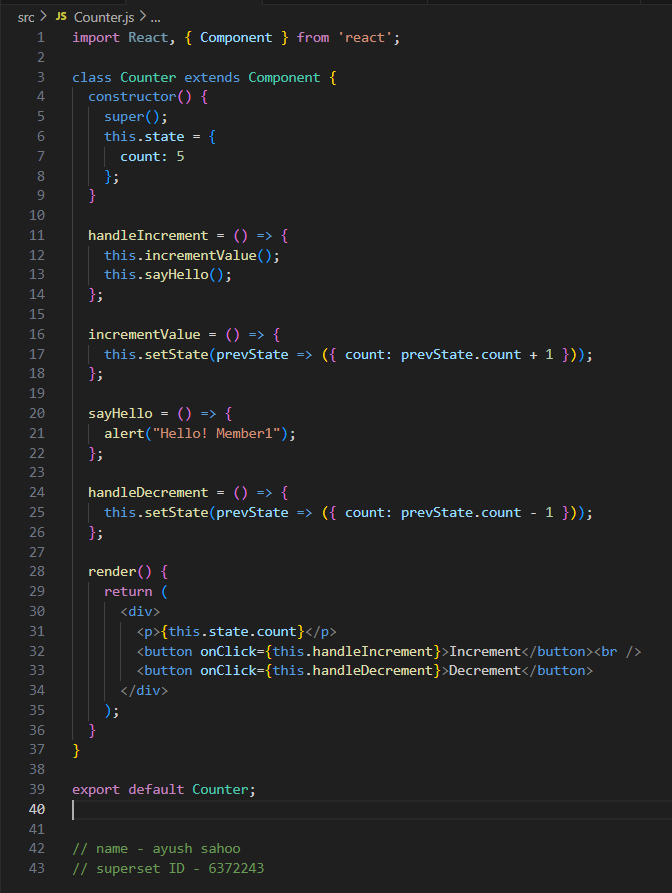 src > JS Counter.js > ...
1 import React, { Component } from 'react';
2
3 class Counter extends Component {
4   constructor() {
5     super();
6     this.state = {
7       count: 5
8     };
9   }
10
11   handleIncrement = () => {
12     this.incrementValue();
13     this.sayHello();
14   };
15
16   incrementValue = () => {
17     this.setState(prevState => ({ count: prevState.count + 1 }));
18   };
19
20   sayHello = () => {
21     alert("Hello! Member1");
22   };
23
24   handleDecrement = () => {
25     this.setState(prevState => ({ count: prevState.count - 1 }));
26   };
27
28   render() {
29     return (
30       <div>
31         <p>{this.state.count}</p>
32         <button onClick={this.handleIncrement}>Increment</button><br />
33         <button onClick={this.handleDecrement}>Decrement</button>
34       </div>
35     );
36   }
37 }
38
39 export default Counter;
40
41
42 // name - ayush sahoo
43 // superset ID - 6372243